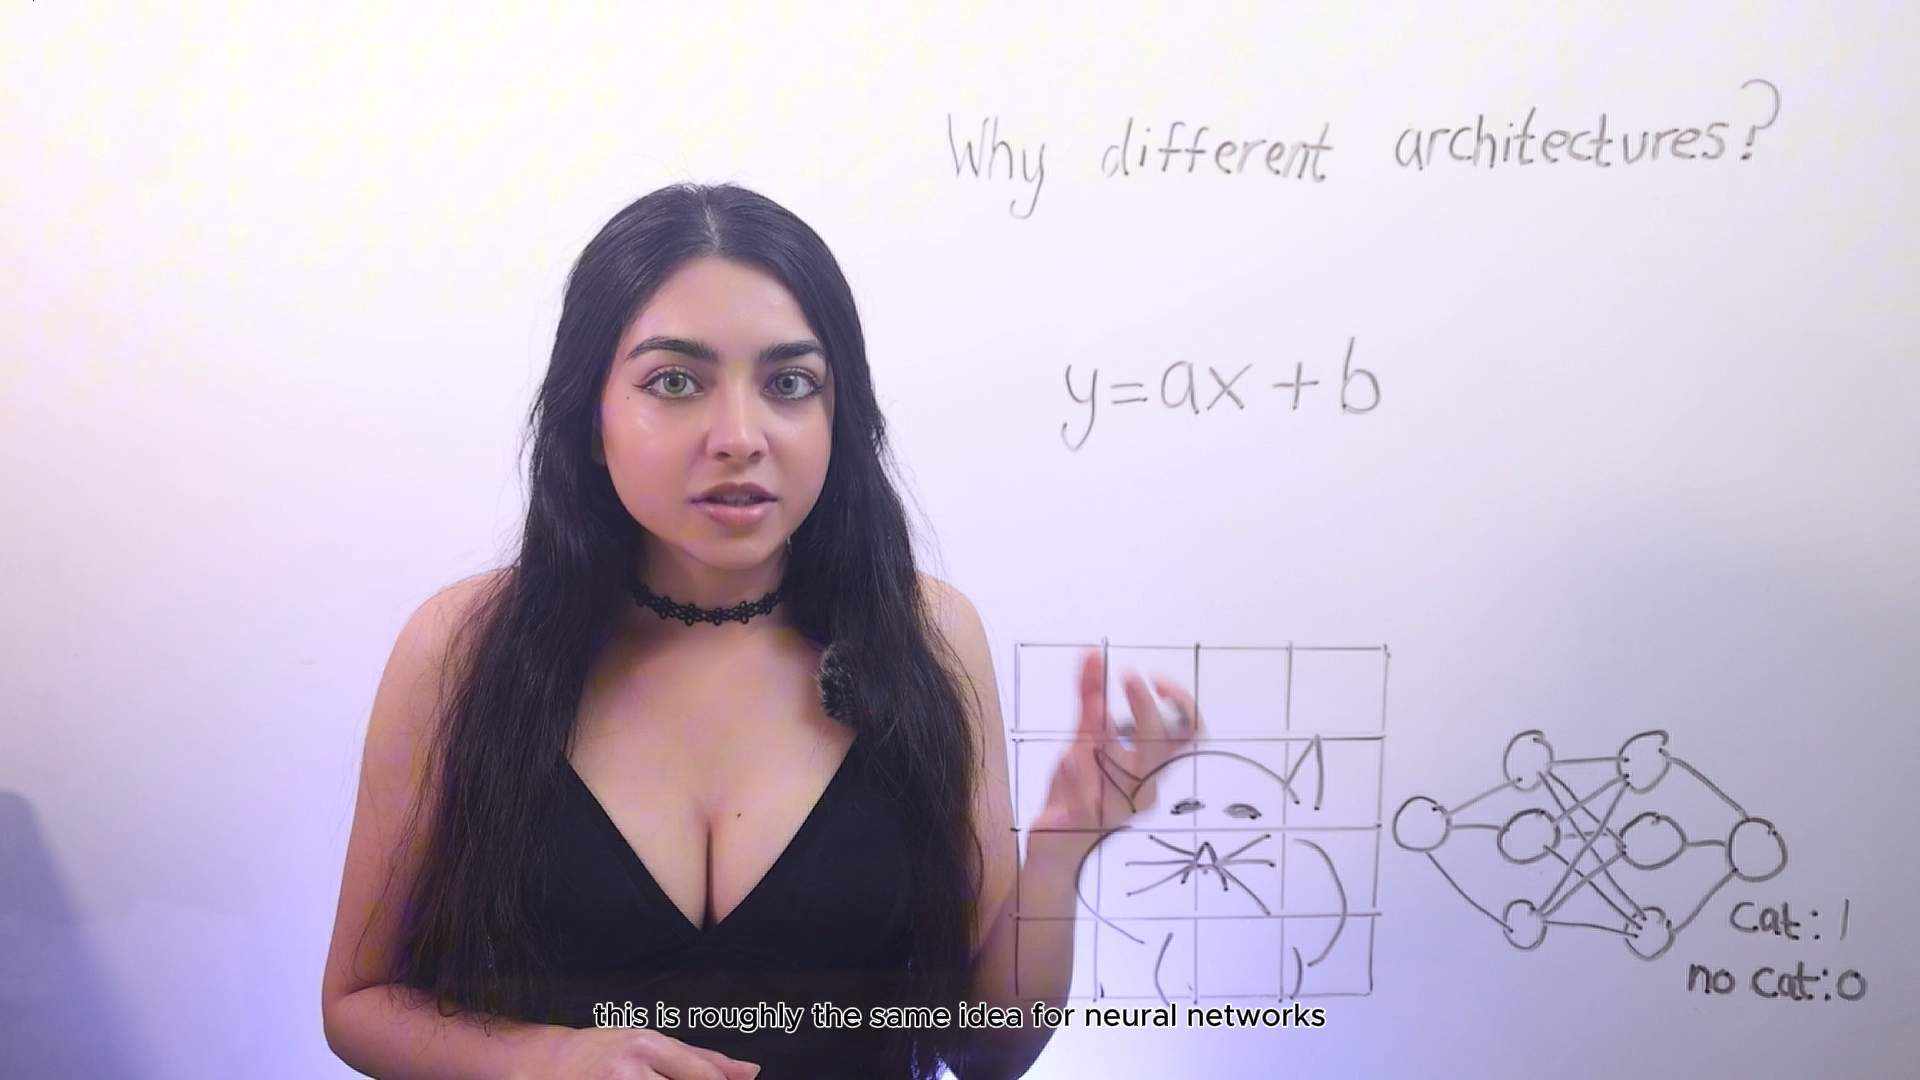 Why different architectures?
y=ax+b
cat: 1
no cat: 0
this is roughly the same idea for neural networks